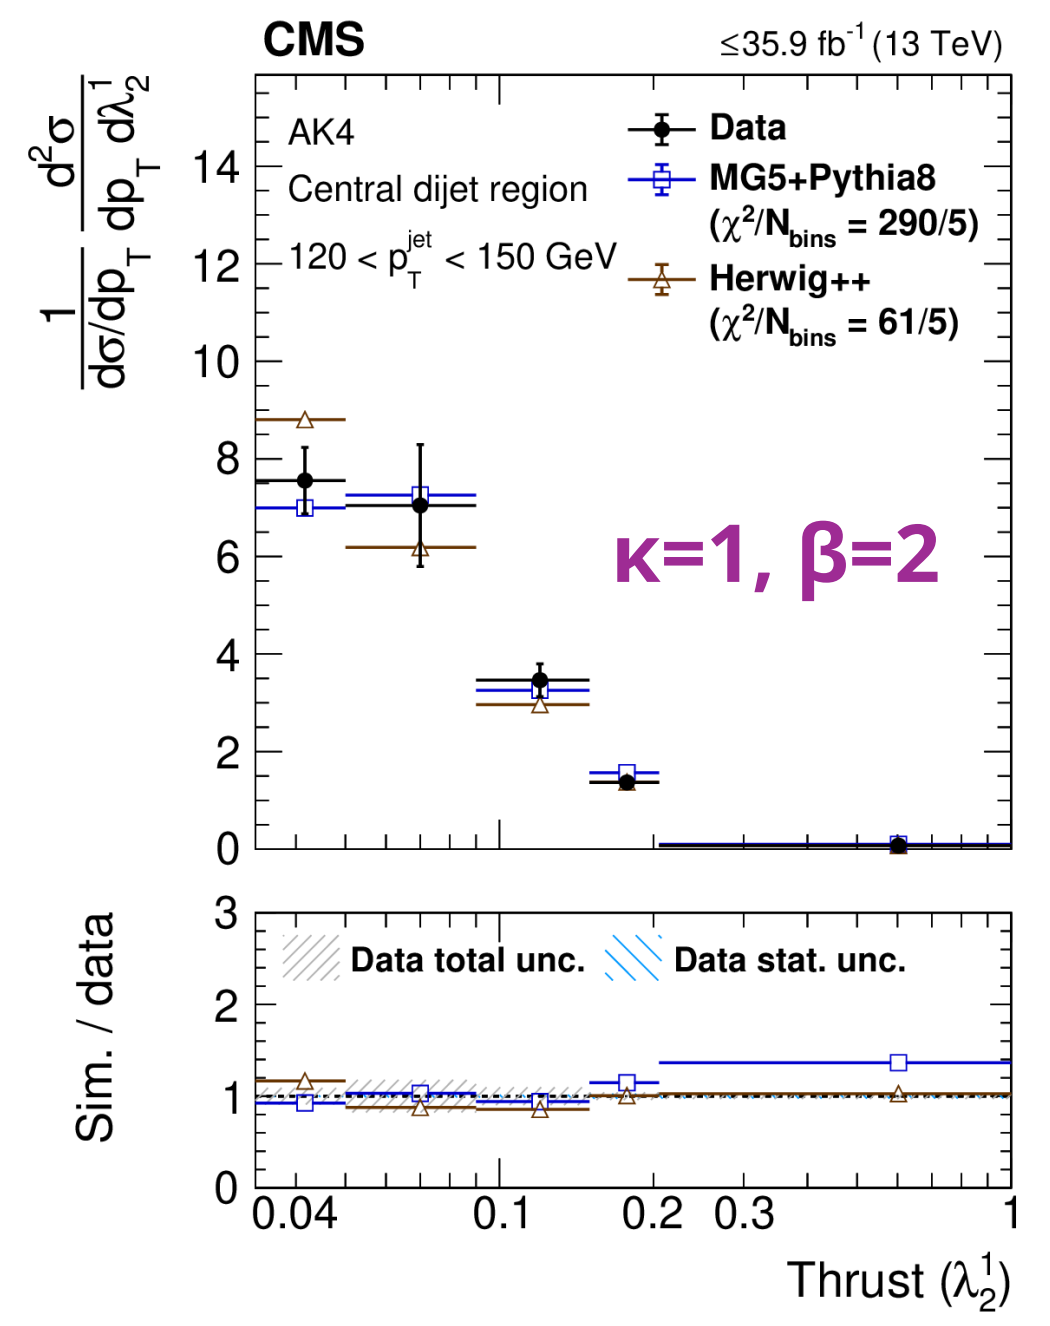 CMS
≤35.9 fb⁻¹ (13 TeV)
1/(dσ/dp_T) d²σ/(dp_T dλ¹₂)
AK4
Central dijet region
120 < p_T^jet < 150 GeV
Data
MG5+Pythia8
(χ²/N_bins = 290/5)
Herwig++
(χ²/N_bins = 61/5)
14
12
10
8
6
4
2
0
κ=1, β=2
Sim. / data
3
2
1
0
Data total unc.
Data stat. unc.
0.04 0.1 0.2 0.3 1
Thrust (λ¹₂)